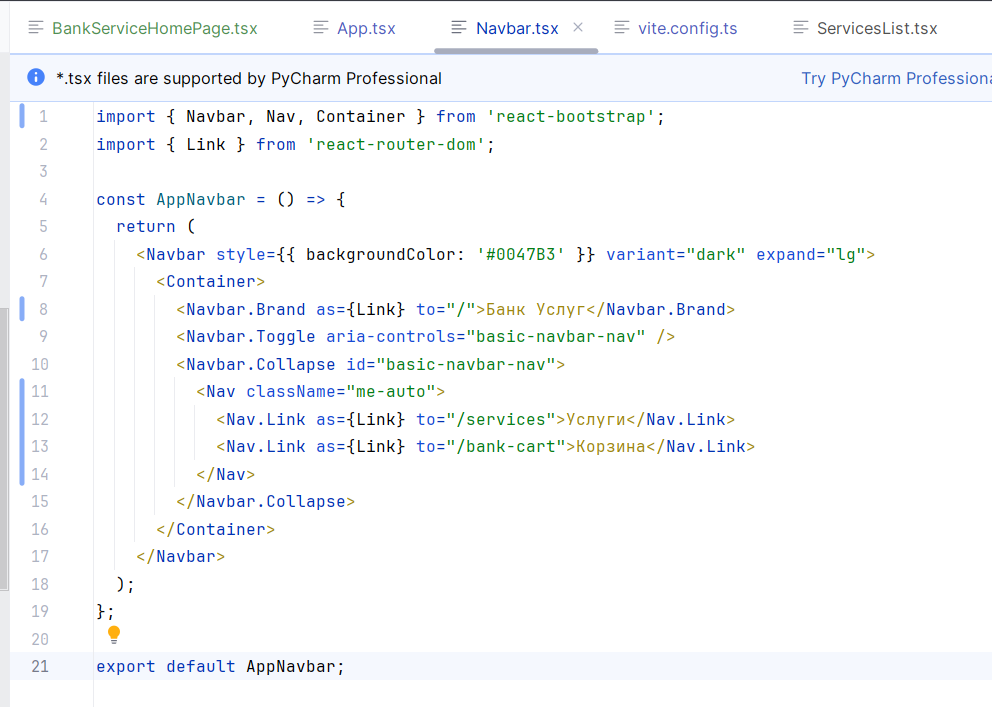 BankServiceHomePage.tsx App.tsx Navbar.tsx × vite.config.ts ServicesList.tsx
*.tsx files are supported by PyCharm Professional Try PyCharm Professiona
1 import { Navbar, Nav, Container } from 'react-bootstrap';
2 import { Link } from 'react-router-dom';
3
4 const AppNavbar = () => {
5   return (
6     <Navbar style={{ backgroundColor: '#0047B3' }} variant="dark" expand="lg">
7       <Container>
8         <Navbar.Brand as={Link} to="/">Банк Услуг</Navbar.Brand>
9         <Navbar.Toggle aria-controls="basic-navbar-nav" />
10         <Navbar.Collapse id="basic-navbar-nav">
11           <Nav className="me-auto">
12             <Nav.Link as={Link} to="/services">Услуги</Nav.Link>
13             <Nav.Link as={Link} to="/bank-cart">Корзина</Nav.Link>
14           </Nav>
15         </Navbar.Collapse>
16       </Container>
17     </Navbar>
18   );
19 };
20
21 export default AppNavbar;